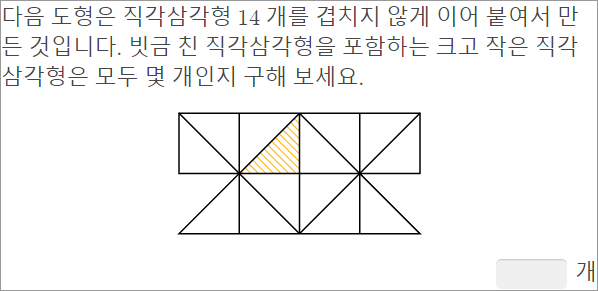 다음 도형은 직각삼각형 14 개를 겹치지 않게 이어 붙여서 만
든 것입니다. 빗금 친 직각삼각형을 포함하는 크고 작은 직각
삼각형은 모두 몇 개인지 구해 보세요.
개